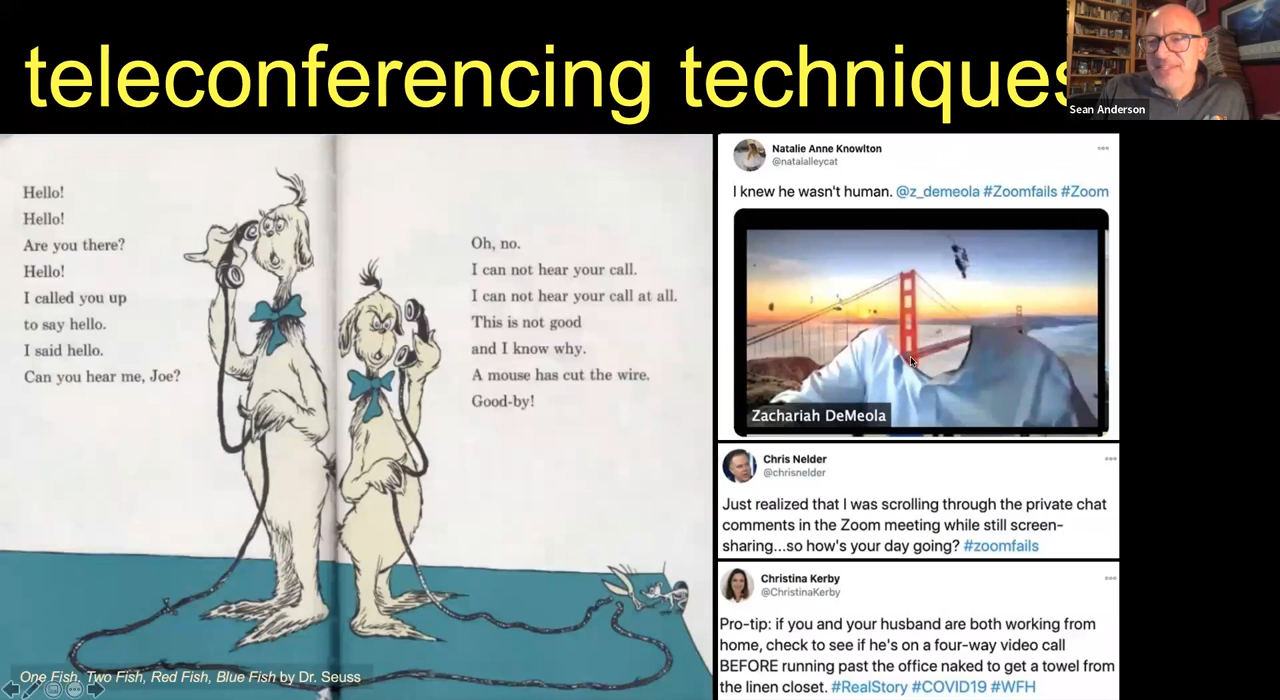 teleconferencing techniques
Sean Anderson
Hello!
Hello!
Are you there?
Hello!
I called you up
to say hello.
I said hello.
Can you hear me, Joe?
Oh, no.
I can not hear your call.
I can not hear your call at all.
This is not good
and I know why.
A mouse has cut the wire.
Good-by!
One Fish, Two Fish, Red Fish, Blue Fish by Dr. Seuss
Natalie Anne Knowlton
@natalalleycat
I knew he wasn't human. @z_demeola #Zoomfails #Zoom
Zachariah DeMeola
Chris Nelder
@chrisnelder
Just realized that I was scrolling through the private chat
comments in the Zoom meeting while still screen-
sharing...so how's your day going? #zoomfails
Christina Kerby
@ChristinaKerby
Pro-tip: if you and your husband are both working from
home, check to see if he's on a four-way video call
BEFORE running past the office naked to get a towel from
the linen closet. #RealStory #COVID19 #WFH